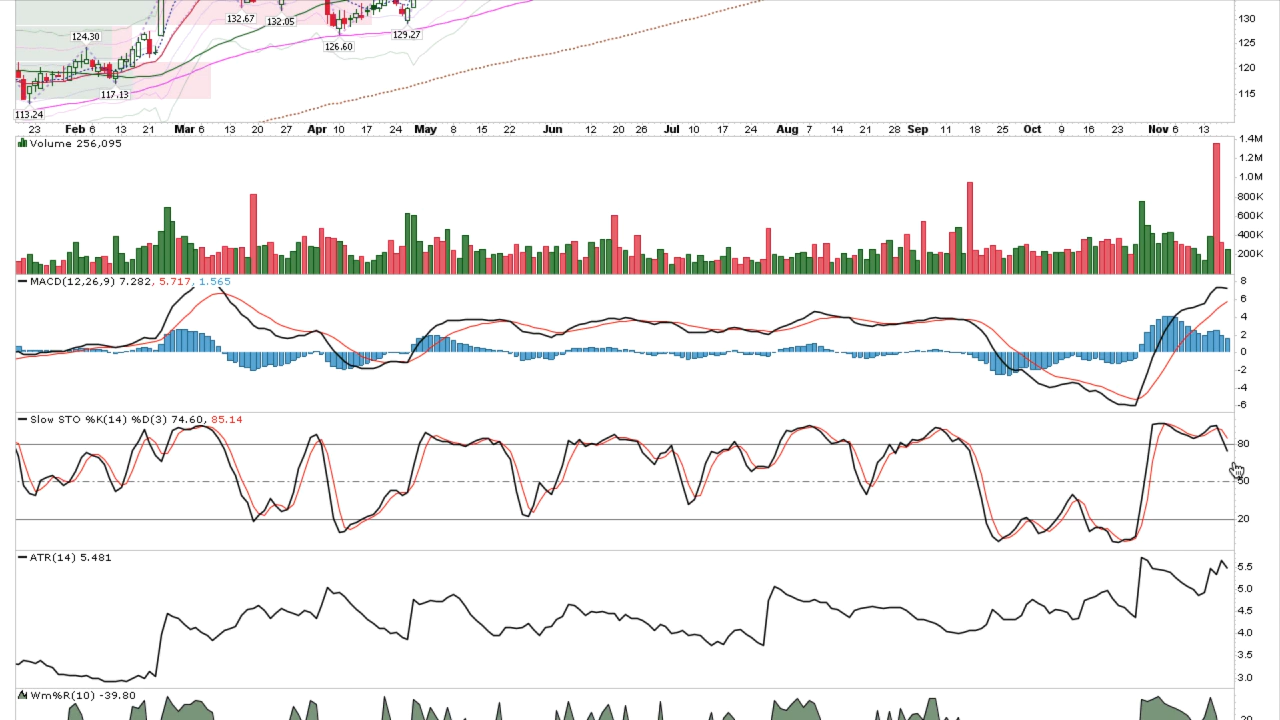 132.67
132.05
124.30
126.60
129.27
117.13
113.24
130
125
120
115
23 Feb 6 13 21 Mar 6 13 20 27 Apr 10 17 24 May 8 15 22 Jun 12 20 26 Jul 10 17 24 Aug 7 14 21 28 Sep 11 18 25 Oct 9 16 23 Nov 6 13
Volume 256,095
1.4M
1.2M
1.0M
800K
600K
400K
200K
MACD(12,26,9) 7.282, 5.717, 1.565
8
6
4
2
0
-2
-4
-6
Slow STO %K(14) %D(3) 74.60, 85.14
80
50
20
ATR(14) 5.481
5.5
5.0
4.5
4.0
3.5
3.0
Wm%R(10) -39.80
-20